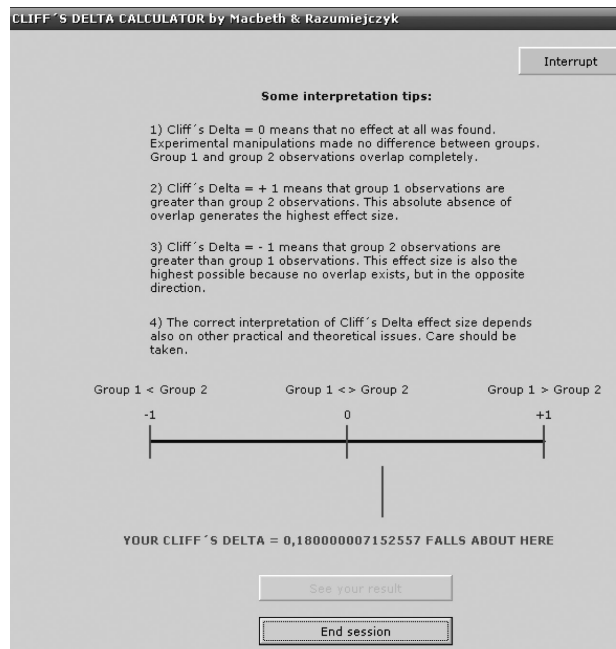 CLIFF´S DELTA CALCULATOR by Macbeth & Razumiejczyk
Interrupt
Some interpretation tips:
1) Cliff´s Delta = 0 means that no effect at all was found.
Experimental manipulations made no difference between groups.
Group 1 and group 2 observations overlap completely.
2) Cliff´s Delta = + 1 means that group 1 observations are
greater than group 2 observations. This absolute absence of
overlap generates the highest effect size.
3) Cliff´s Delta = - 1 means that group 2 observations are
greater than group 1 observations. This effect size is also the
highest possible because no overlap exists, but in the opposite
direction.
4) The correct interpretation of Cliff´s Delta effect size depends
also on other practical and theoretical issues. Care should be
taken.
Group 1 < Group 2 Group 1 <> Group 2 Group 1 > Group 2
-1 0 +1
YOUR CLIFF´S DELTA = 0,180000007152557 FALLS ABOUT HERE
See your result
End session